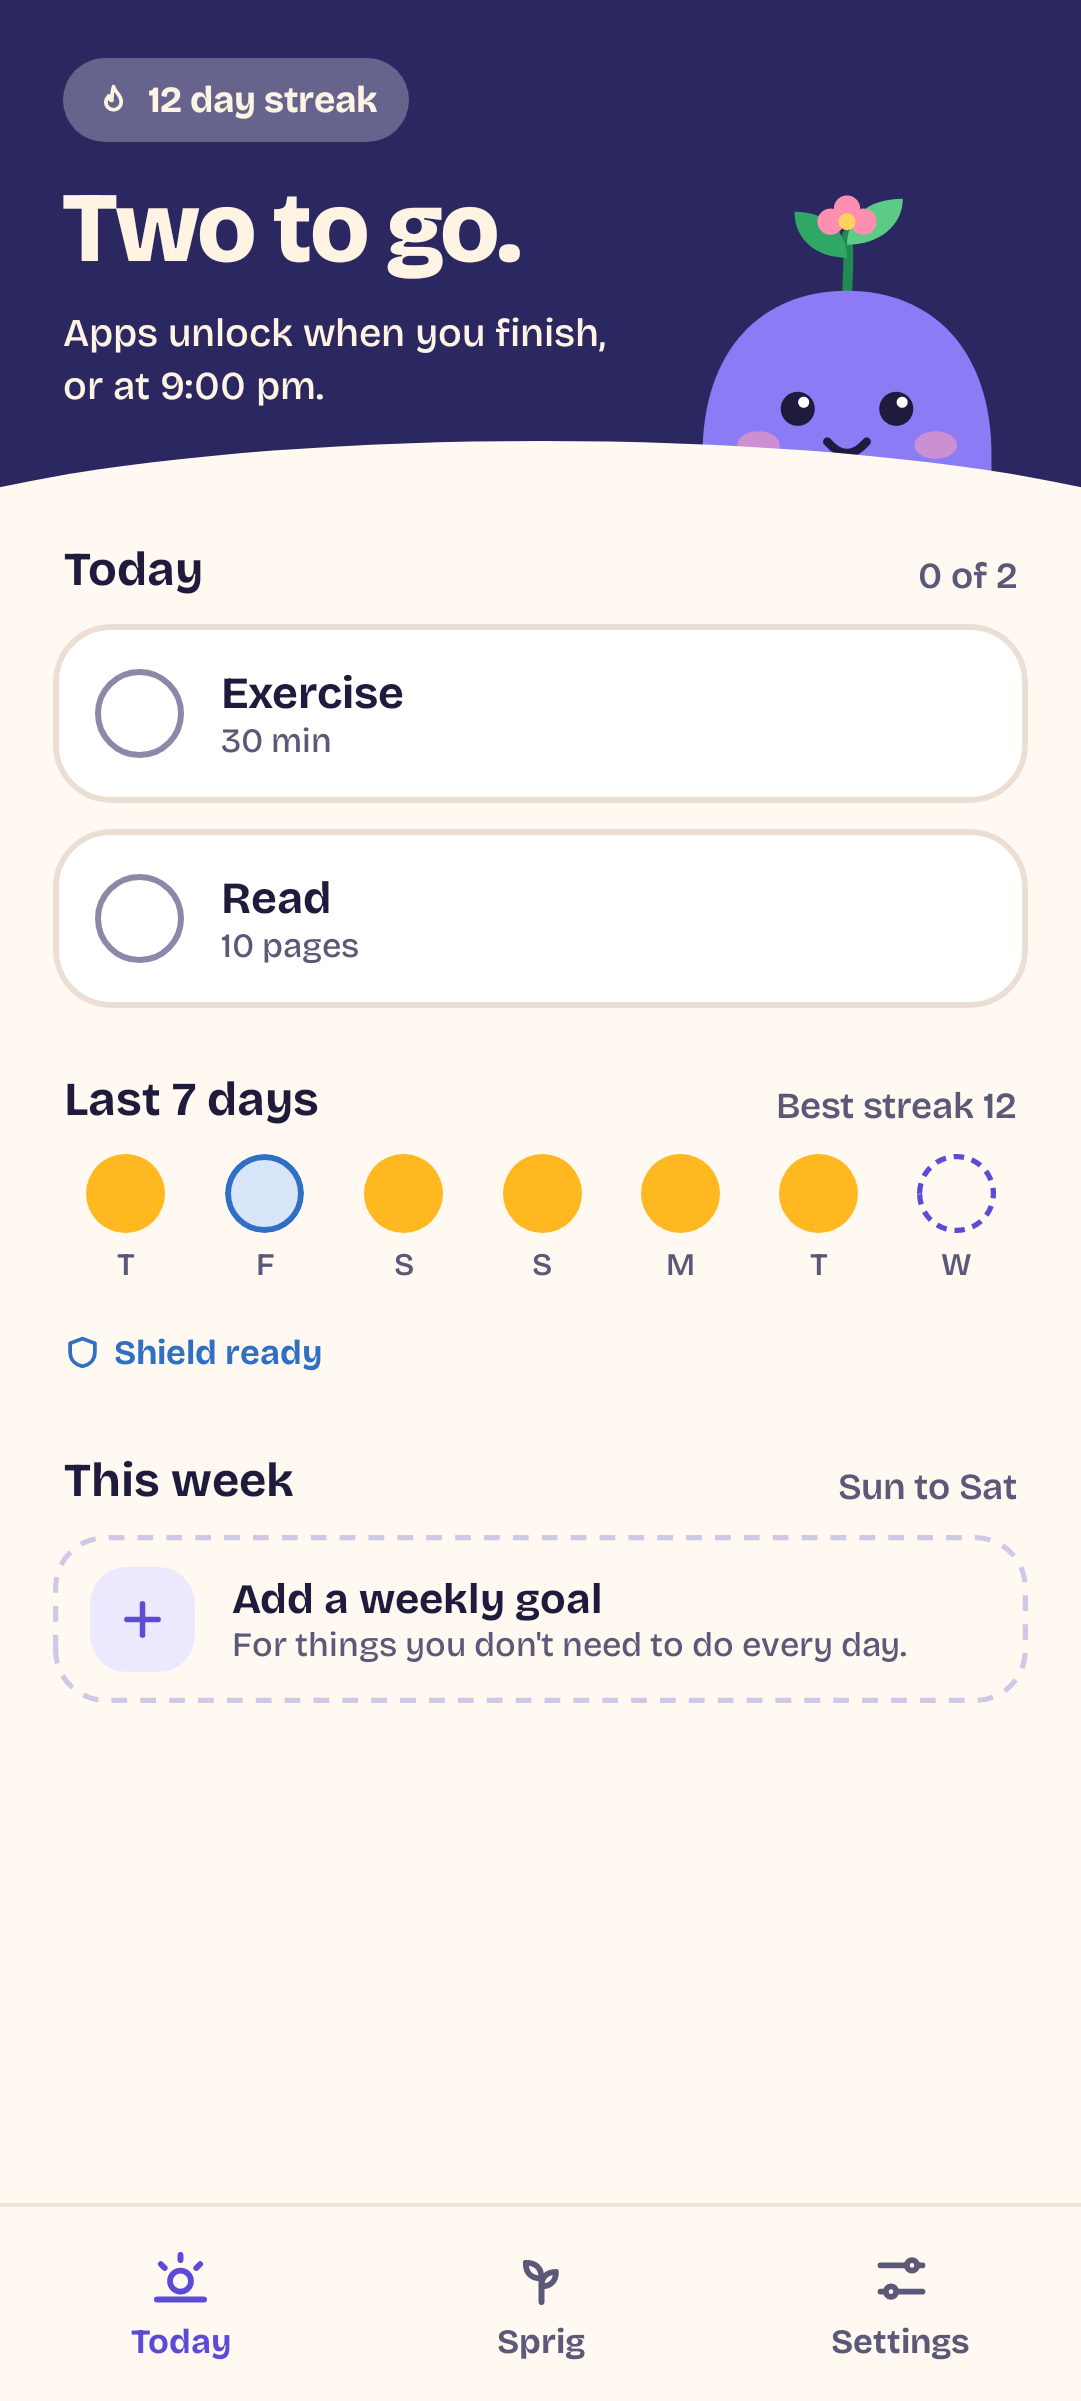 12 day streak
Two to go.
Apps unlock when you finish,
or at 9:00 pm.
Today
0 of 2
Exercise
30 min
Read
10 pages
Last 7 days
Best streak 12
T F S S M T W
Shield ready
This week
Sun to Sat
Add a weekly goal
For things you don't need to do every day.
Today
Sprig
Settings